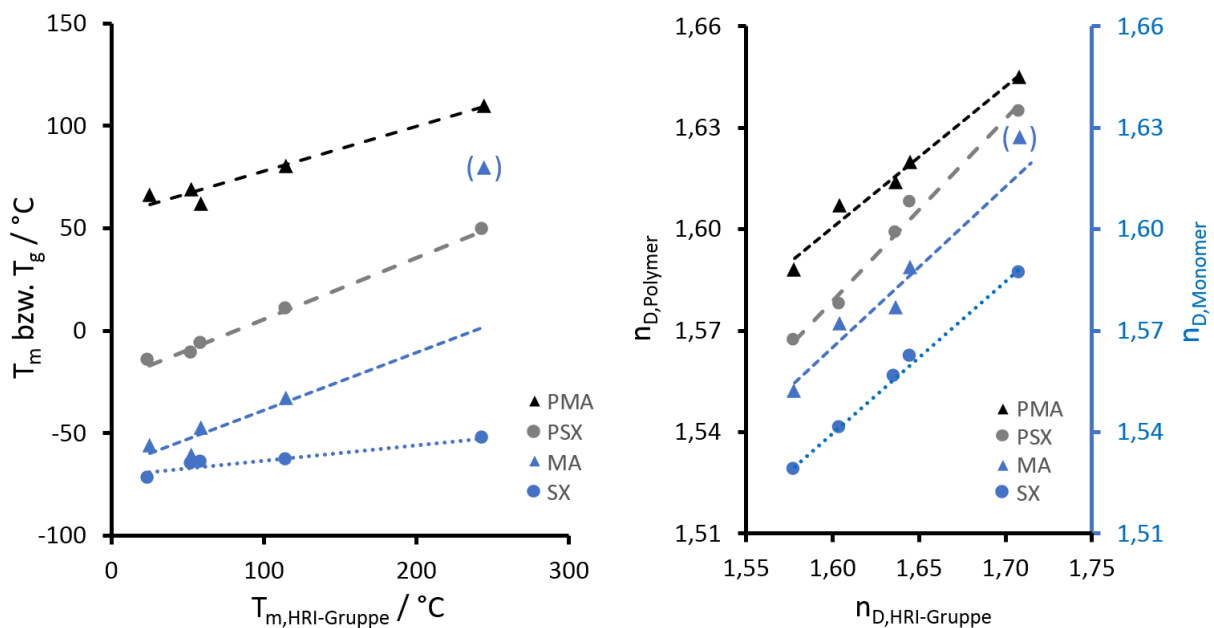 150
100
50
0
-50
-100
T_m bzw. T_g / °C
0
100
200
300
T_m,HRI-Gruppe / °C
( )
PMA
PSX
MA
SX
1,66
1,63
1,60
1,57
1,54
1,51
n_D,Polymer
1,55
1,60
1,65
1,70
1,75
n_D,HRI-Gruppe
( )
PMA
PSX
MA
SX
1,66
1,63
1,60
1,57
1,54
1,51
n_D,Monomer